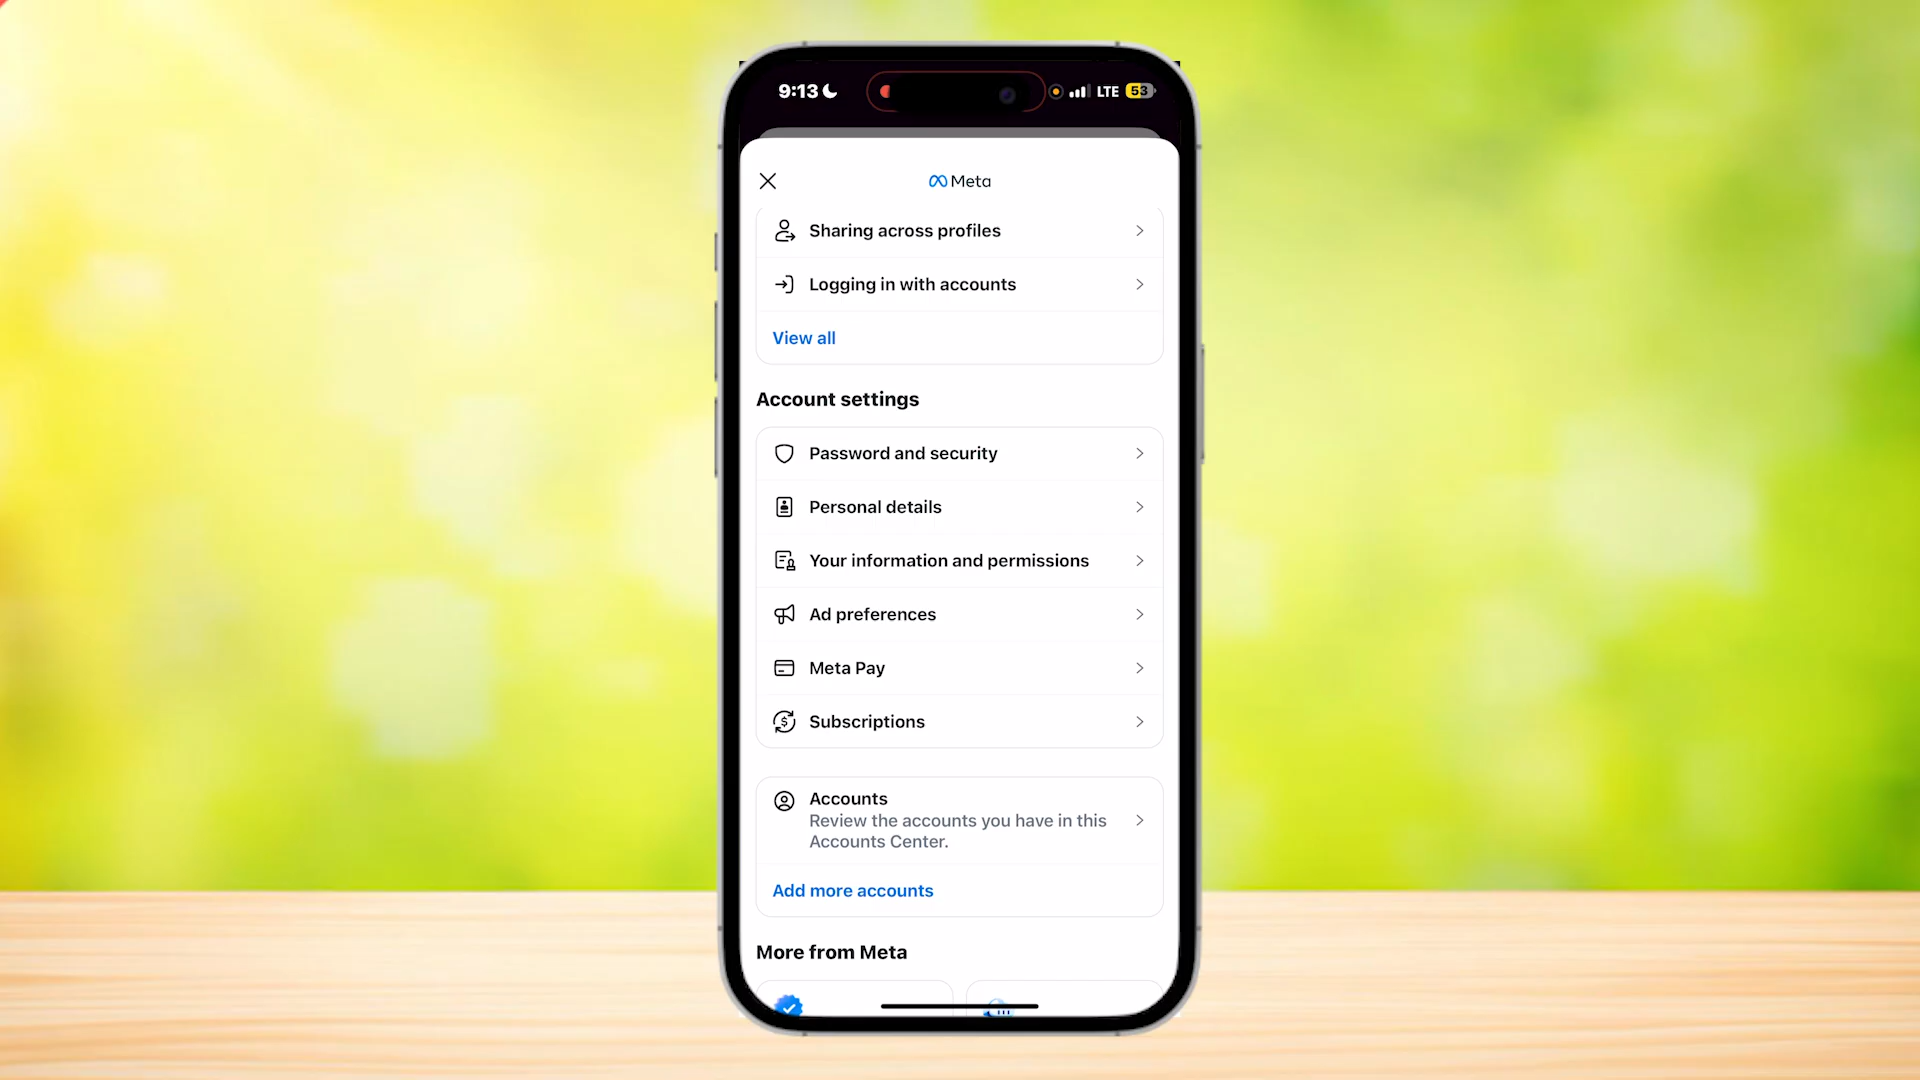 9:13 LTE 53
Meta
Sharing across profiles
Logging in with accounts
View all
Account settings
Password and security
Personal details
Your information and permissions
Ad preferences
Meta Pay
Subscriptions
Accounts
Review the accounts you have in this
Accounts Center.
Add more accounts
More from Meta